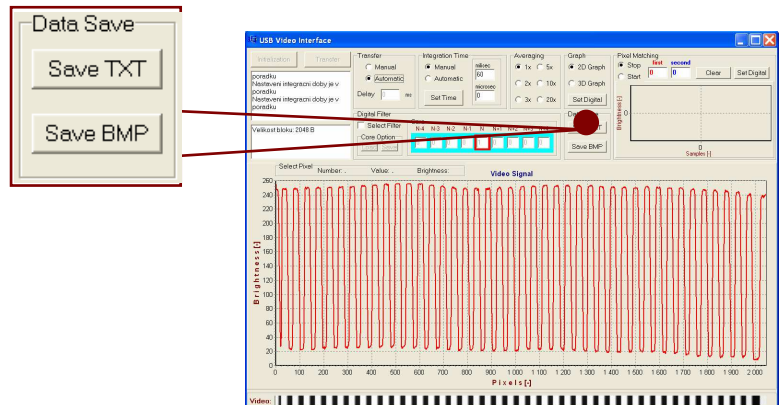 Data Save
Save TXT
Save BMP
USB Video Interface
Initialization
Transfer
poradku
Nastaveni integracni doby je v
poradku
Nastaveni integracni doby je v
poradku
Velikost bloku: 2048 B
Transfer
Manual
Automatic
Delay
ms
Integration Time
Manual
Automatic
milisec
60
microsec
0
Set Time
Averaging
1x
5x
2x
10x
3x
20x
Graph
2D Graph
3D Graph
Set Digital
Save BMP
Pixel Matching
Stop
first
second
Start
0
0
Clear
Set Digital
Brightness [-]
0
0
Samples [-]
Digital Filter
Select Filter
Core Option
N-4 N-3 N-2 N-1 N N+1 N+2
Select Pixel
Number: .
Value: .
Brightness:
Video Signal
Brightness[-]
260
240
220
200
180
160
140
120
100
80
60
40
20
0
0 100 200 300 400 500 600 700 800 900 1 000 1 100 1 200 1 300 1 400 1 500 1 600 1 700 1 800 1 900 2 000
Pixels[-]
Video: